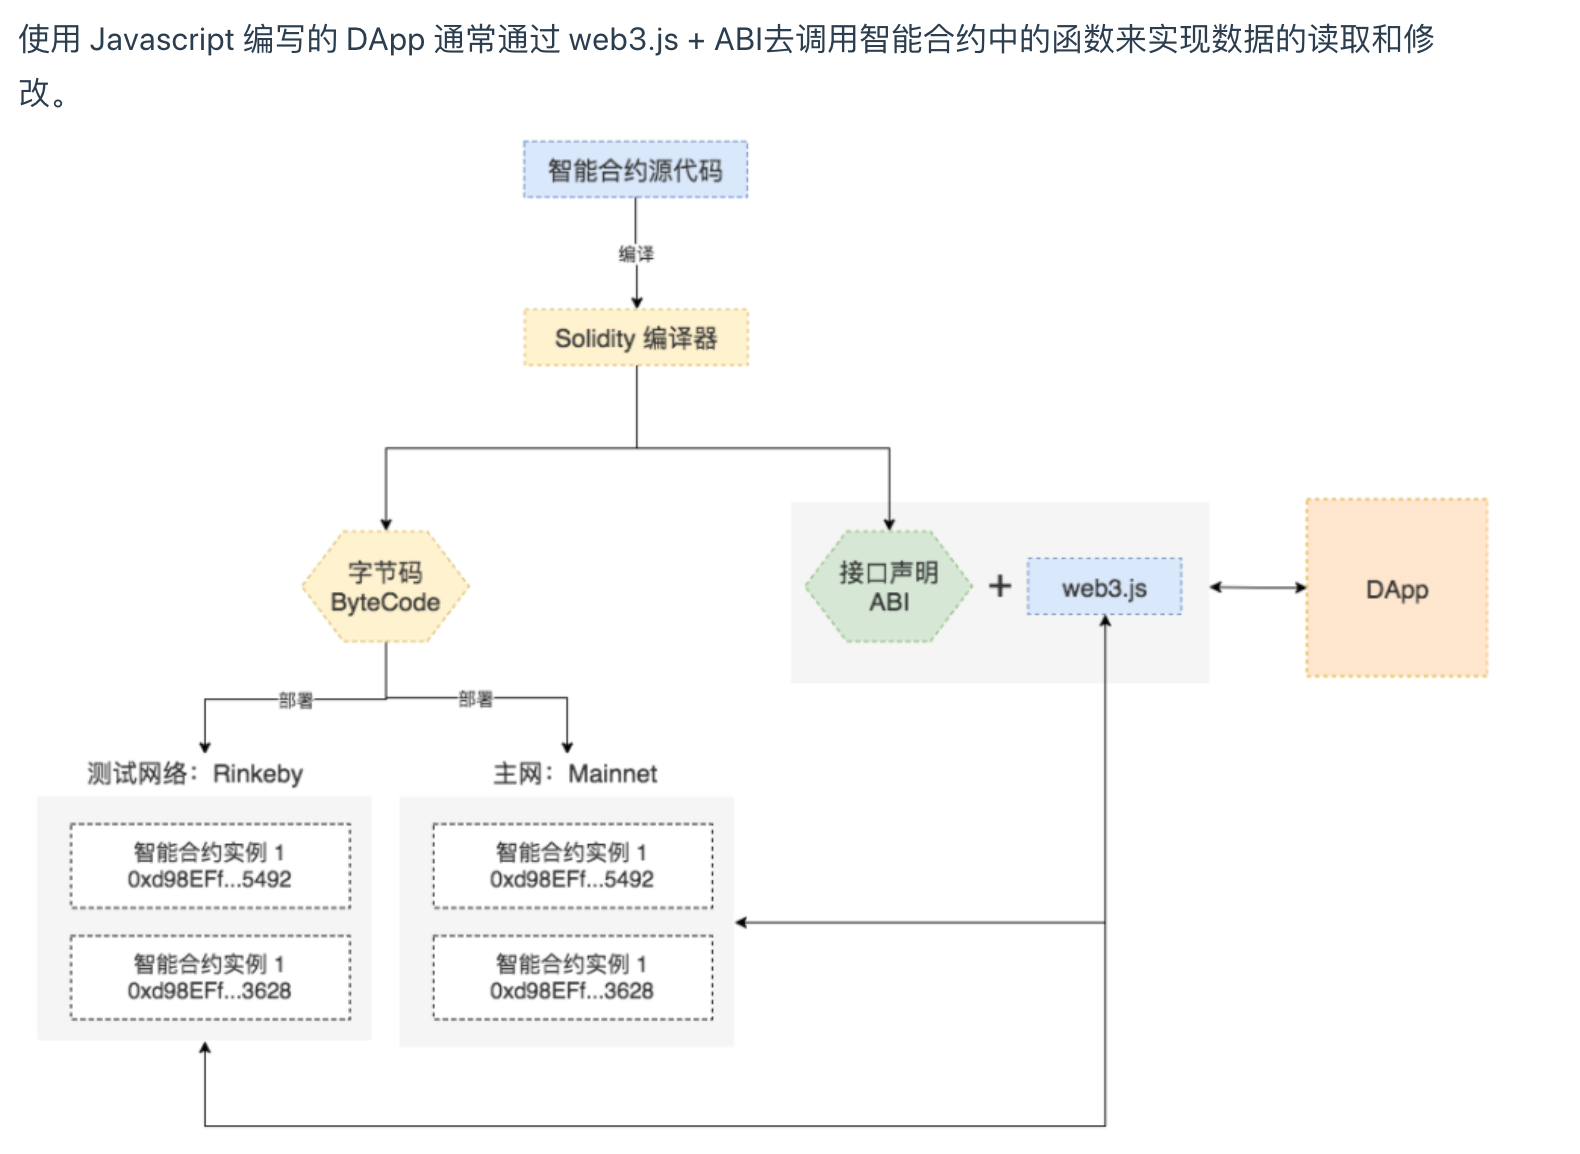 使用 Javascript 编写的 DApp 通常通过 web3.js + ABI去调用智能合约中的函数来实现数据的读取和修
改。
智能合约源代码
编译
Solidity 编译器
字节码
ByteCode
接口声明
ABI
+
web3.js
DApp
部署
部署
测试网络：Rinkeby
主网：Mainnet
智能合约实例 1
0xd98EFf...5492
智能合约实例 1
0xd98EFf...5492
智能合约实例 1
0xd98EFf...3628
智能合约实例 1
0xd98EFf...3628